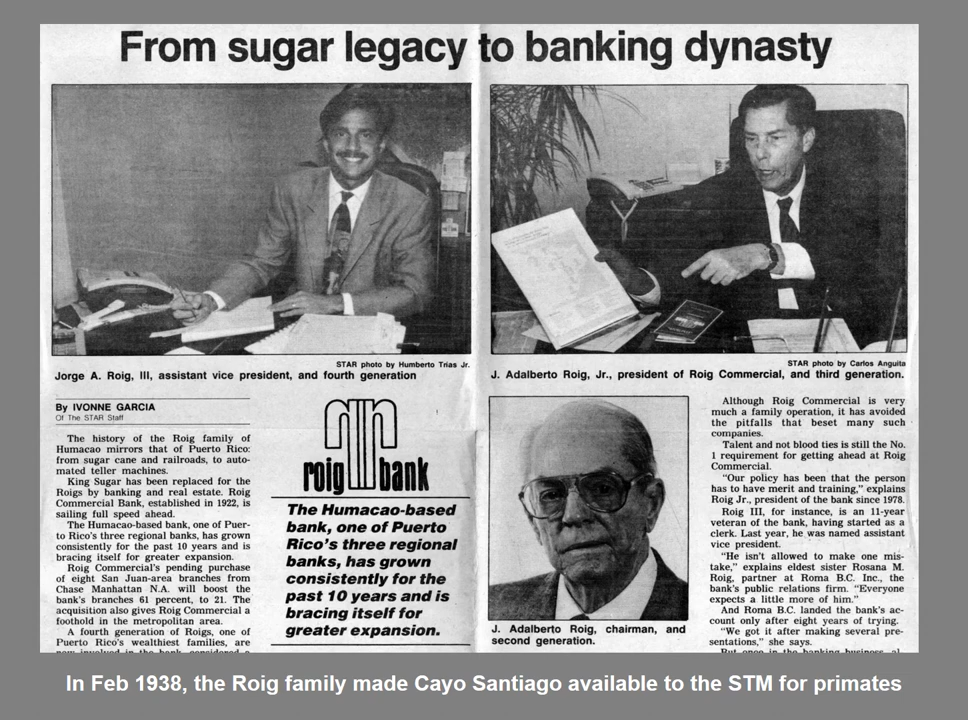 From sugar legacy to banking dynasty
STAR photo by Humberto Trias Jr.
Jorge A. Roig, III, assistant vice president, and fourth generation
STAR photo by Carlos Anguita
J. Adalberto Roig, Jr., president of Roig Commercial, and third generation.
By IVONNE GARCIA
Of The STAR Staff
The history of the Roig family of
Humacao mirrors that of Puerto Rico:
from sugar cane and railroads, to auto-
mated teller machines.
King Sugar has been replaced for the
Roigs by banking and real estate. Roig
Commercial Bank, established in 1922, is
sailing full speed ahead.
The Humacao-based bank, one of Puer-
to Rico's three regional banks, has grown
consistently for the past 10 years and is
bracing itself for greater expansion.
Roig Commercial's pending purchase
of eight San Juan-area branches from
Chase Manhattan N.A. will boost the
bank's branches 61 percent, to 21. The
acquisition also gives Roig Commercial a
foothold in the metropolitan area.
A fourth generation of Roigs, one of
Puerto Rico's wealthiest families, are
now involved in the bank, considered a
roig bank
The Humacao-based
bank, one of Puerto
Rico's three regional
banks, has grown
consistently for the
past 10 years and is
bracing itself for
greater expansion.
J. Adalberto Roig, chairman, and
second generation.
Although Roig Commercial is very
much a family operation, it has avoided
the pitfalls that beset many such
companies.
Talent and not blood ties is still the No.
1 requirement for getting ahead at Roig
Commercial.
"Our policy has been that the person
has to have merit and training," explains
Roig Jr., president of the bank since 1978.
Roig III, for instance, is an 11-year
veteran of the bank, having started as a
clerk. Last year, he was named assistant
vice president.
"He isn't allowed to make one mis-
take," explains eldest sister Rosana M.
Roig, partner at Roma B.C. Inc., the
bank's public relations firm. "Everyone
expects a little more of him."
And Roma B.C. landed the bank's ac-
count only after eight years of trying.
"We got it after making several pre-
sentations," she says.
But once in the banking business, al-
In Feb 1938, the Roig family made Cayo Santiago available to the STM for primates